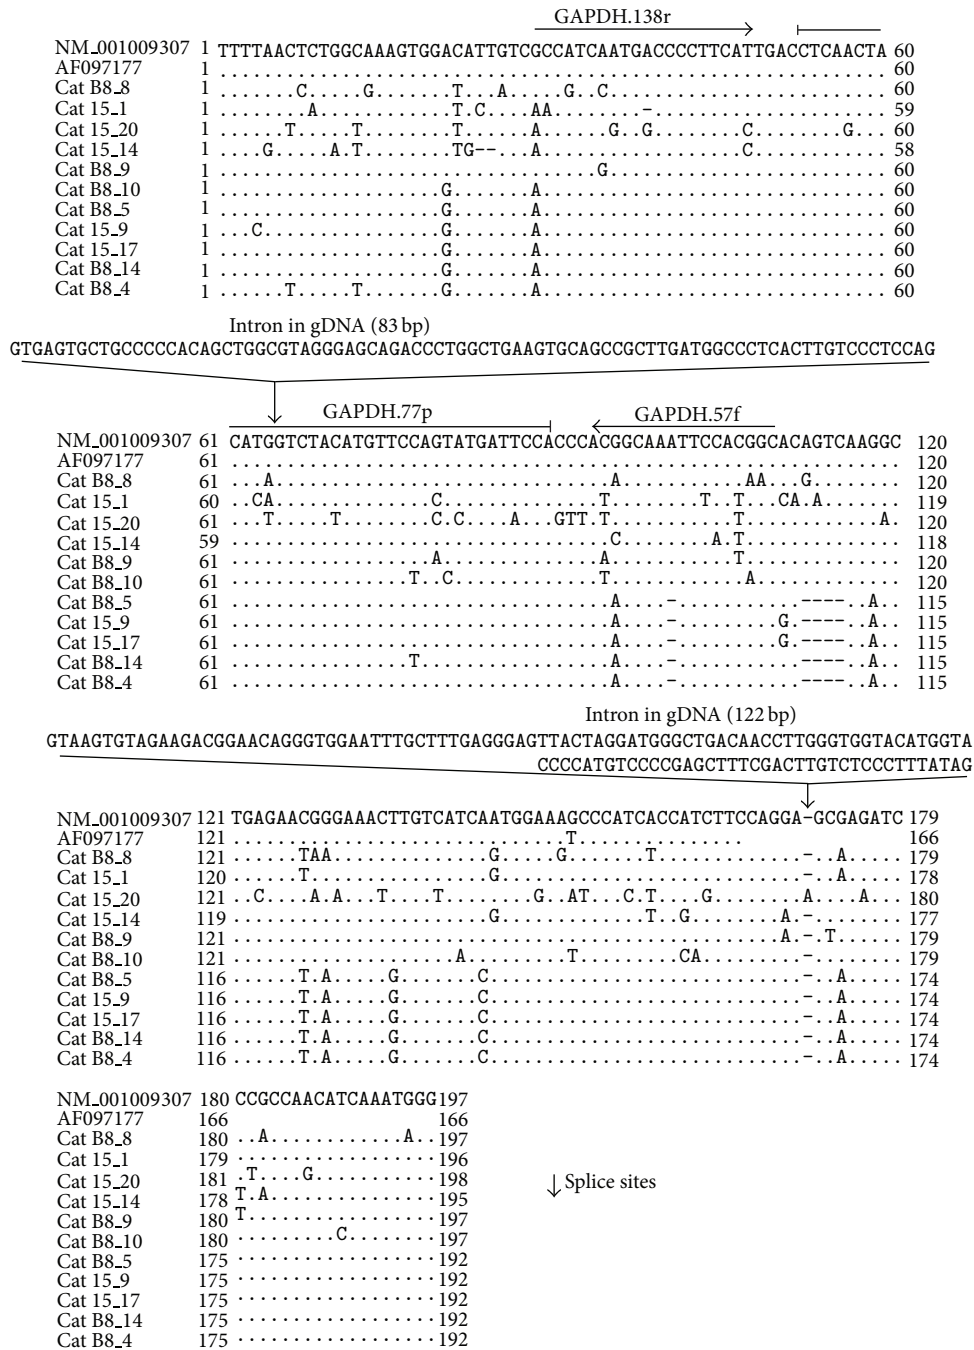 GAPDH.138r
NM_001009307 1 TTTTAACTCTGGCAAAGTGGACATTGTCGCCATCAATGACCCCTTCATTGACCTCAACTA 60
AF097177 1 ............................................................ 60
Cat B8_8 1 .......C.....G.......T...A.....G..C......................... 60
Cat 15_1 1 ........A............T.C....AA........-..................... 59
Cat 15_20 1 ......T.....T........T......A......G..G........C........G... 60
Cat 15_14 1 ....G.....A.T........TG--...A..................C............ 58
Cat B8_9 1 ..................................G......................... 60
Cat B8_10 1 ....................G.......A............................... 60
Cat B8_5 1 ....................G.......A............................... 60
Cat 15_9 1 ...C................G.......A............................... 60
Cat 15_17 1 ....................G.......A............................... 60
Cat B8_14 1 ....................G.......A............................... 60
Cat B8_4 1 ......T.....T.......G.......A............................... 60
Intron in gDNA (83 bp)
GTGAGTGCTGCCCCCACAGCTGGCGTAGGGAGCAGACCCTGGCTGAAGTGCAGCCGCTTGATGGCCCTCACTTGTCCCTCCAG
GAPDH.77p GAPDH.57f
NM_001009307 61 CATGGTCTACATGTTCCAGTATGATTCCACCCACGGCAAATTCCACGGCACAGTCAAGGC 120
AF097177 61 ............................................................ 120
Cat B8_8 61 ...A..............................A...........AA...G........ 120
Cat 15_1 60 ..CA..............C..............T........T..T...CA.A....... 119
Cat 15_20 61 ...T.....T........C.C....A...GTT.T...........T............A. 120
Cat 15_14 59 ..................................C........A.T.............. 118
Cat B8_9 61 ..................A..............A...........T.............. 120
Cat B8_10 61 ................T..C.............T............A............. 120
Cat B8_5 61 ..................................A....-...........----..A.. 115
Cat 15_9 61 ..................................A....-.........G.----..A.. 115
Cat 15_17 61 ..................................A....-.........G.----..A.. 115
Cat B8_14 61 ................T.................A....-...........----..A.. 115
Cat B8_4 61 ..................................A....-...........----..A.. 115
Intron in gDNA (122 bp)
GTAAGTGTAGAAGACGGAACAGGGTGGAATTTGCTTTGAGGGAGTTACTAGGATGGGCTGACAACCTTGGGTGGTACATGGTA
CCCCATGTCCCCGAGCTTTCGACTTGTCTCCCTTTATAG
NM_001009307 121 TGAGAACGGGAAACTTGTCATCAATGGAAAGCCCATCACCATCTTCCAGGA-GCGAGATC 179
AF097177 121 ..............................T............... 166
Cat B8_8 121 ......TAA..............G.....G.......T.............-..A..... 179
Cat 15_1 120 ......T................G...........................-..A..... 178
Cat 15_20 121 ..C....A.A...T....T........G..AT...C.T....G........A....A... 180
Cat 15_14 119 .......................G.............T..G........A.-........ 177
Cat B8_9 121 .................................................A.-.T...... 179
Cat B8_10 121 ....................A.........T.........CA.........-........ 179
Cat B8_5 116 ......T.A.....G.......C............................-..A..... 174
Cat 15_9 116 ......T.A.....G.......C............................-..A..... 174
Cat 15_17 116 ......T.A.....G.......C............................-..A..... 174
Cat B8_14 116 ......T.A.....G.......C............................-..A..... 174
Cat B8_4 116 ......T.A.....G.......C............................-..A..... 174
NM_001009307 180 CCGCCAACATCAAATGGG 197
AF097177 166 166
Cat B8_8 180 ..A............A.. 197
Cat 15_1 179 .................. 196
Cat 15_20 181 .T....G........... 198
Cat 15_14 178 T.A............... 195
Cat B8_9 180 T................. 197
Cat B8_10 180 .........C........ 197
Cat B8_5 175 .................. 192
Cat 15_9 175 .................. 192
Cat 15_17 175 .................. 192
Cat B8_14 175 .................. 192
Cat B8_4 175 .................. 192
↓ Splice sites